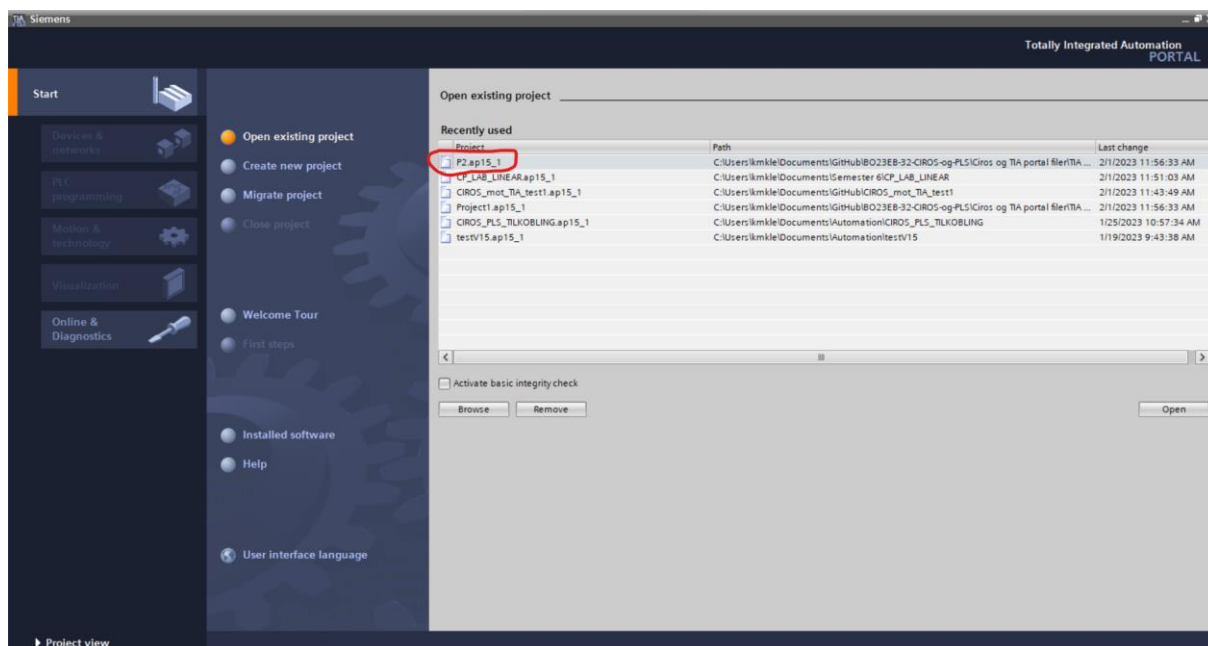 Siemens
Totally Integrated Automation
PORTAL
Start
Devices &
networks
PLC
programming
Motion &
technology
Visualization
Online &
Diagnostics
Open existing project
Create new project
Migrate project
Close project
Welcome Tour
First steps
Installed software
Help
User interface language
Open existing project
Recently used
Project Path Last change
P2.ap15_1 C:\Users\kmkle\Documents\GitHub\BO23EB-32-CIROS-og-PLS\Ciros og TIA portal filer\TIA ... 2/1/2023 11:56:33 AM
CP_LAB_LINEAR.ap15_1 C:\Users\kmkle\Documents\Semester 6\CP_LAB_LINEAR 2/1/2023 11:51:03 AM
CIROS_mot_TIA_test1.ap15_1 C:\Users\kmkle\Documents\GitHub\CIROS_mot_TIA_test1 2/1/2023 11:43:49 AM
Project1.ap15_1 C:\Users\kmkle\Documents\GitHub\BO23EB-32-CIROS-og-PLS\Ciros og TIA portal filer\TIA ... 2/1/2023 11:56:33 AM
CIROS_PLS_TILKOBLING.ap15_1 C:\Users\kmkle\Documents\Automation\CIROS_PLS_TILKOBLING 1/25/2023 10:57:34 AM
testV15.ap15_1 C:\Users\kmkle\Documents\Automation\testV15 1/19/2023 9:43:38 AM
Activate basic integrity check
Browse Remove Open
Project view